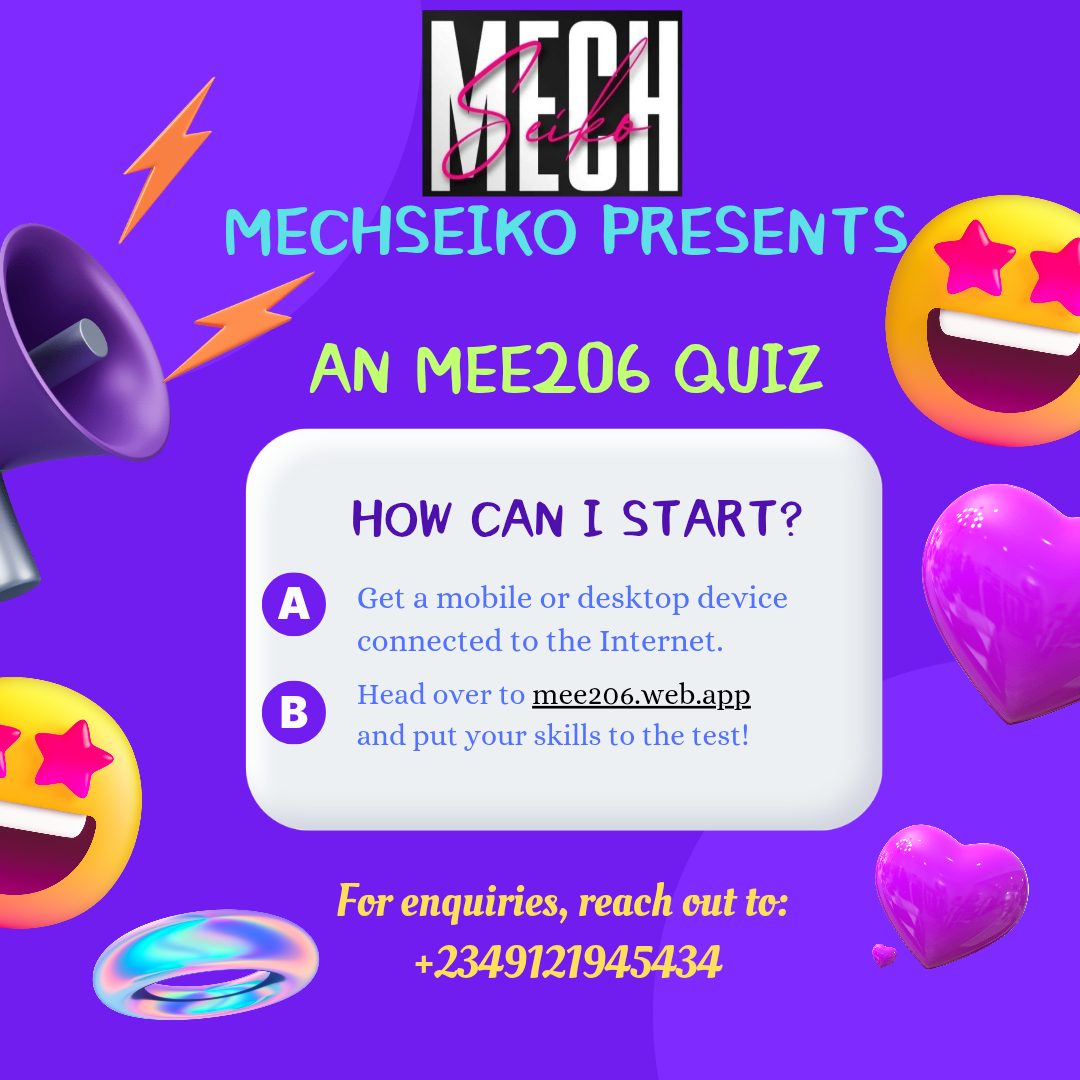 MECH
Seiko
MECHSEIKO PRESENTS
AN MEE206 QUIZ
HOW CAN I START?
A
Get a mobile or desktop device
connected to the Internet.
B
Head over to mee206.web.app
and put your skills to the test!
For enquiries, reach out to:
+2349121945434